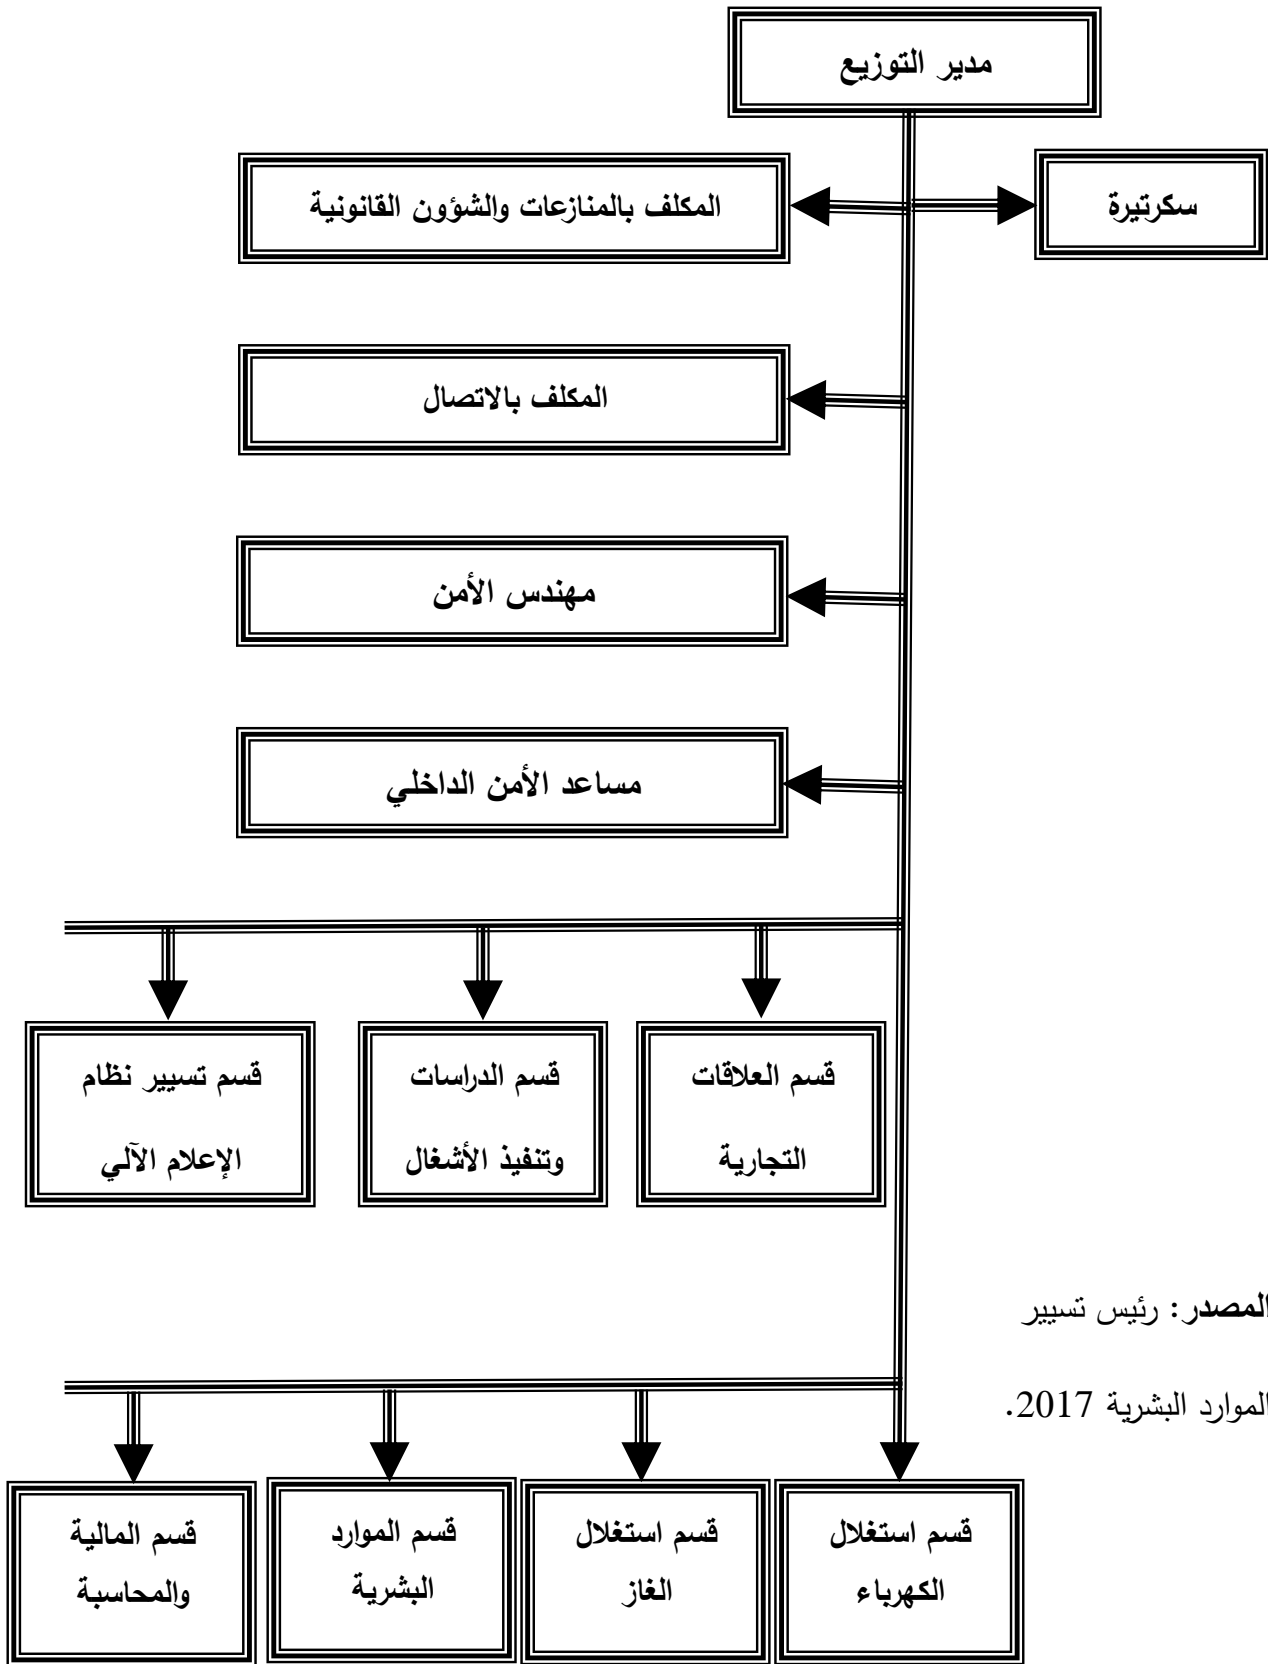 مدير التوزيع
سكرتيرة
المكلف بالمنازعات والشؤون القانونية
المكلف بالاتصال
مهندس الأمن
مساعد الأمن الداخلي
قسم العلاقات
التجارية
قسم الدراسات
وتنفيذ الأشغال
قسم تسيير نظام
الإعلام الآلي
المصدر: رئيس تسيير
الموارد البشرية 2017.
قسم استغلال
الكهرباء
قسم استغلال
الغاز
قسم الموارد
البشرية
قسم المالية
والمحاسبة